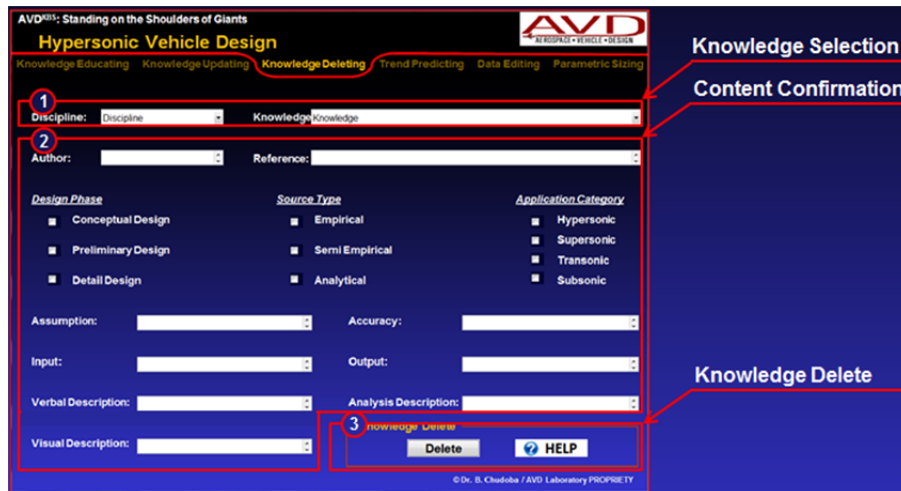 AVD^KBS: Standing on the Shoulders of Giants
Hypersonic Vehicle Design
AVD
AEROSPACE • VEHICLE • DESIGN
Knowledge Educating Knowledge Updating Knowledge Deleting Trend Predicting Data Editing Parametric Sizing
Knowledge Selection
Content Confirmation
1
Discipline: Discipline Knowledge Knowledge
2
Author: Reference:
Design Phase Source Type Application Category
Conceptual Design Empirical Hypersonic
Supersonic
Preliminary Design Semi Empirical
Transonic
Detail Design Analytical Subsonic
Assumption: Accuracy:
Input: Output:
Knowledge Delete
Verbal Description: Analysis Description:
3 Knowledge Delete
Visual Description: Delete ? HELP
© Dr. B. Chudoba / AVD Laboratory PROPRIETY